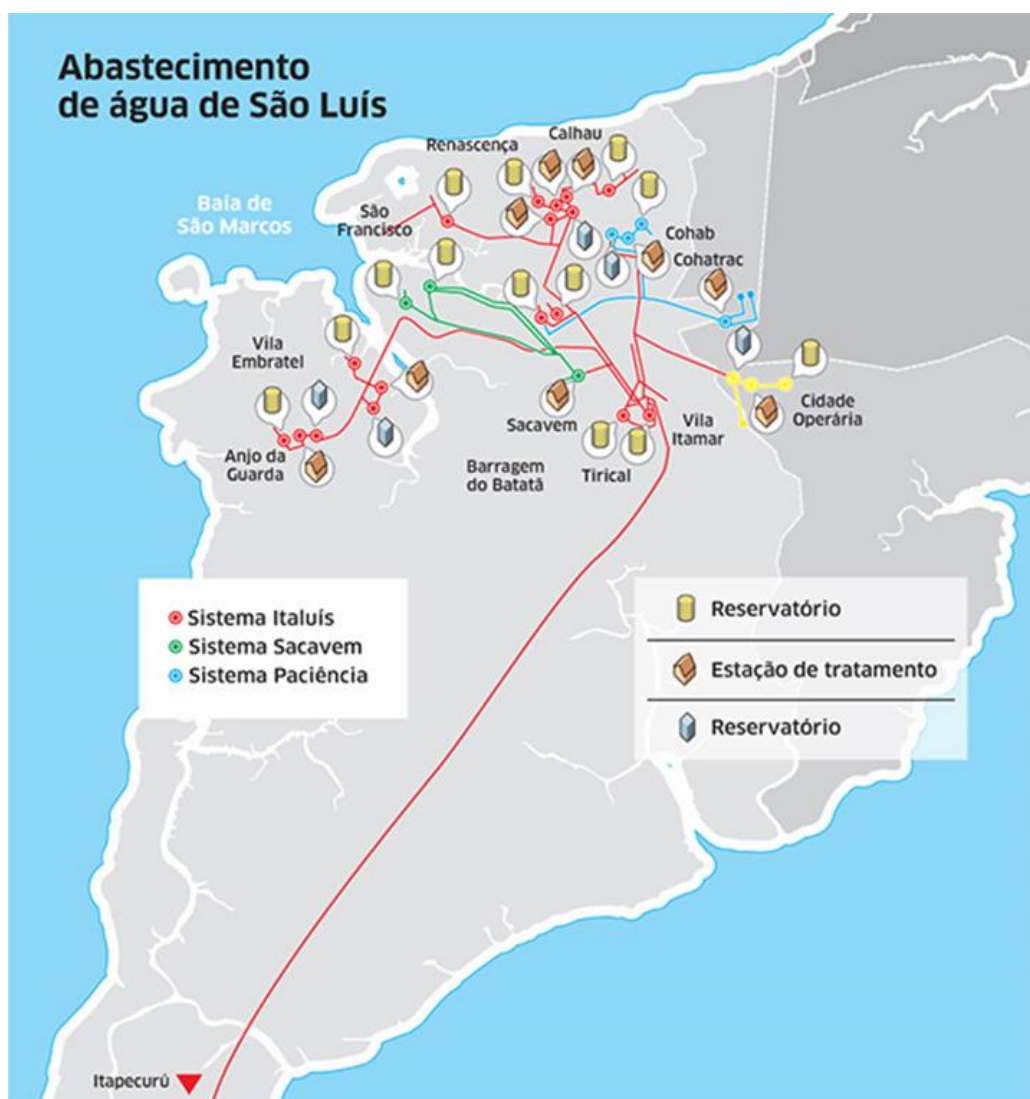 Abastecimento
de água de São Luís
Renascença
Calhau
Baía de
São Marcos
São
Francisco
Cohab
Cohatrac
Vila
Embratel
Sacavem
Vila
Itamar
Cidade
Operária
Anjo da
Guarda
Barragem
do Batatã
Tirical
Sistema Italuís
Sistema Sacavem
Sistema Paciência
Reservatório
Estação de tratamento
Reservatório
Itapecurú